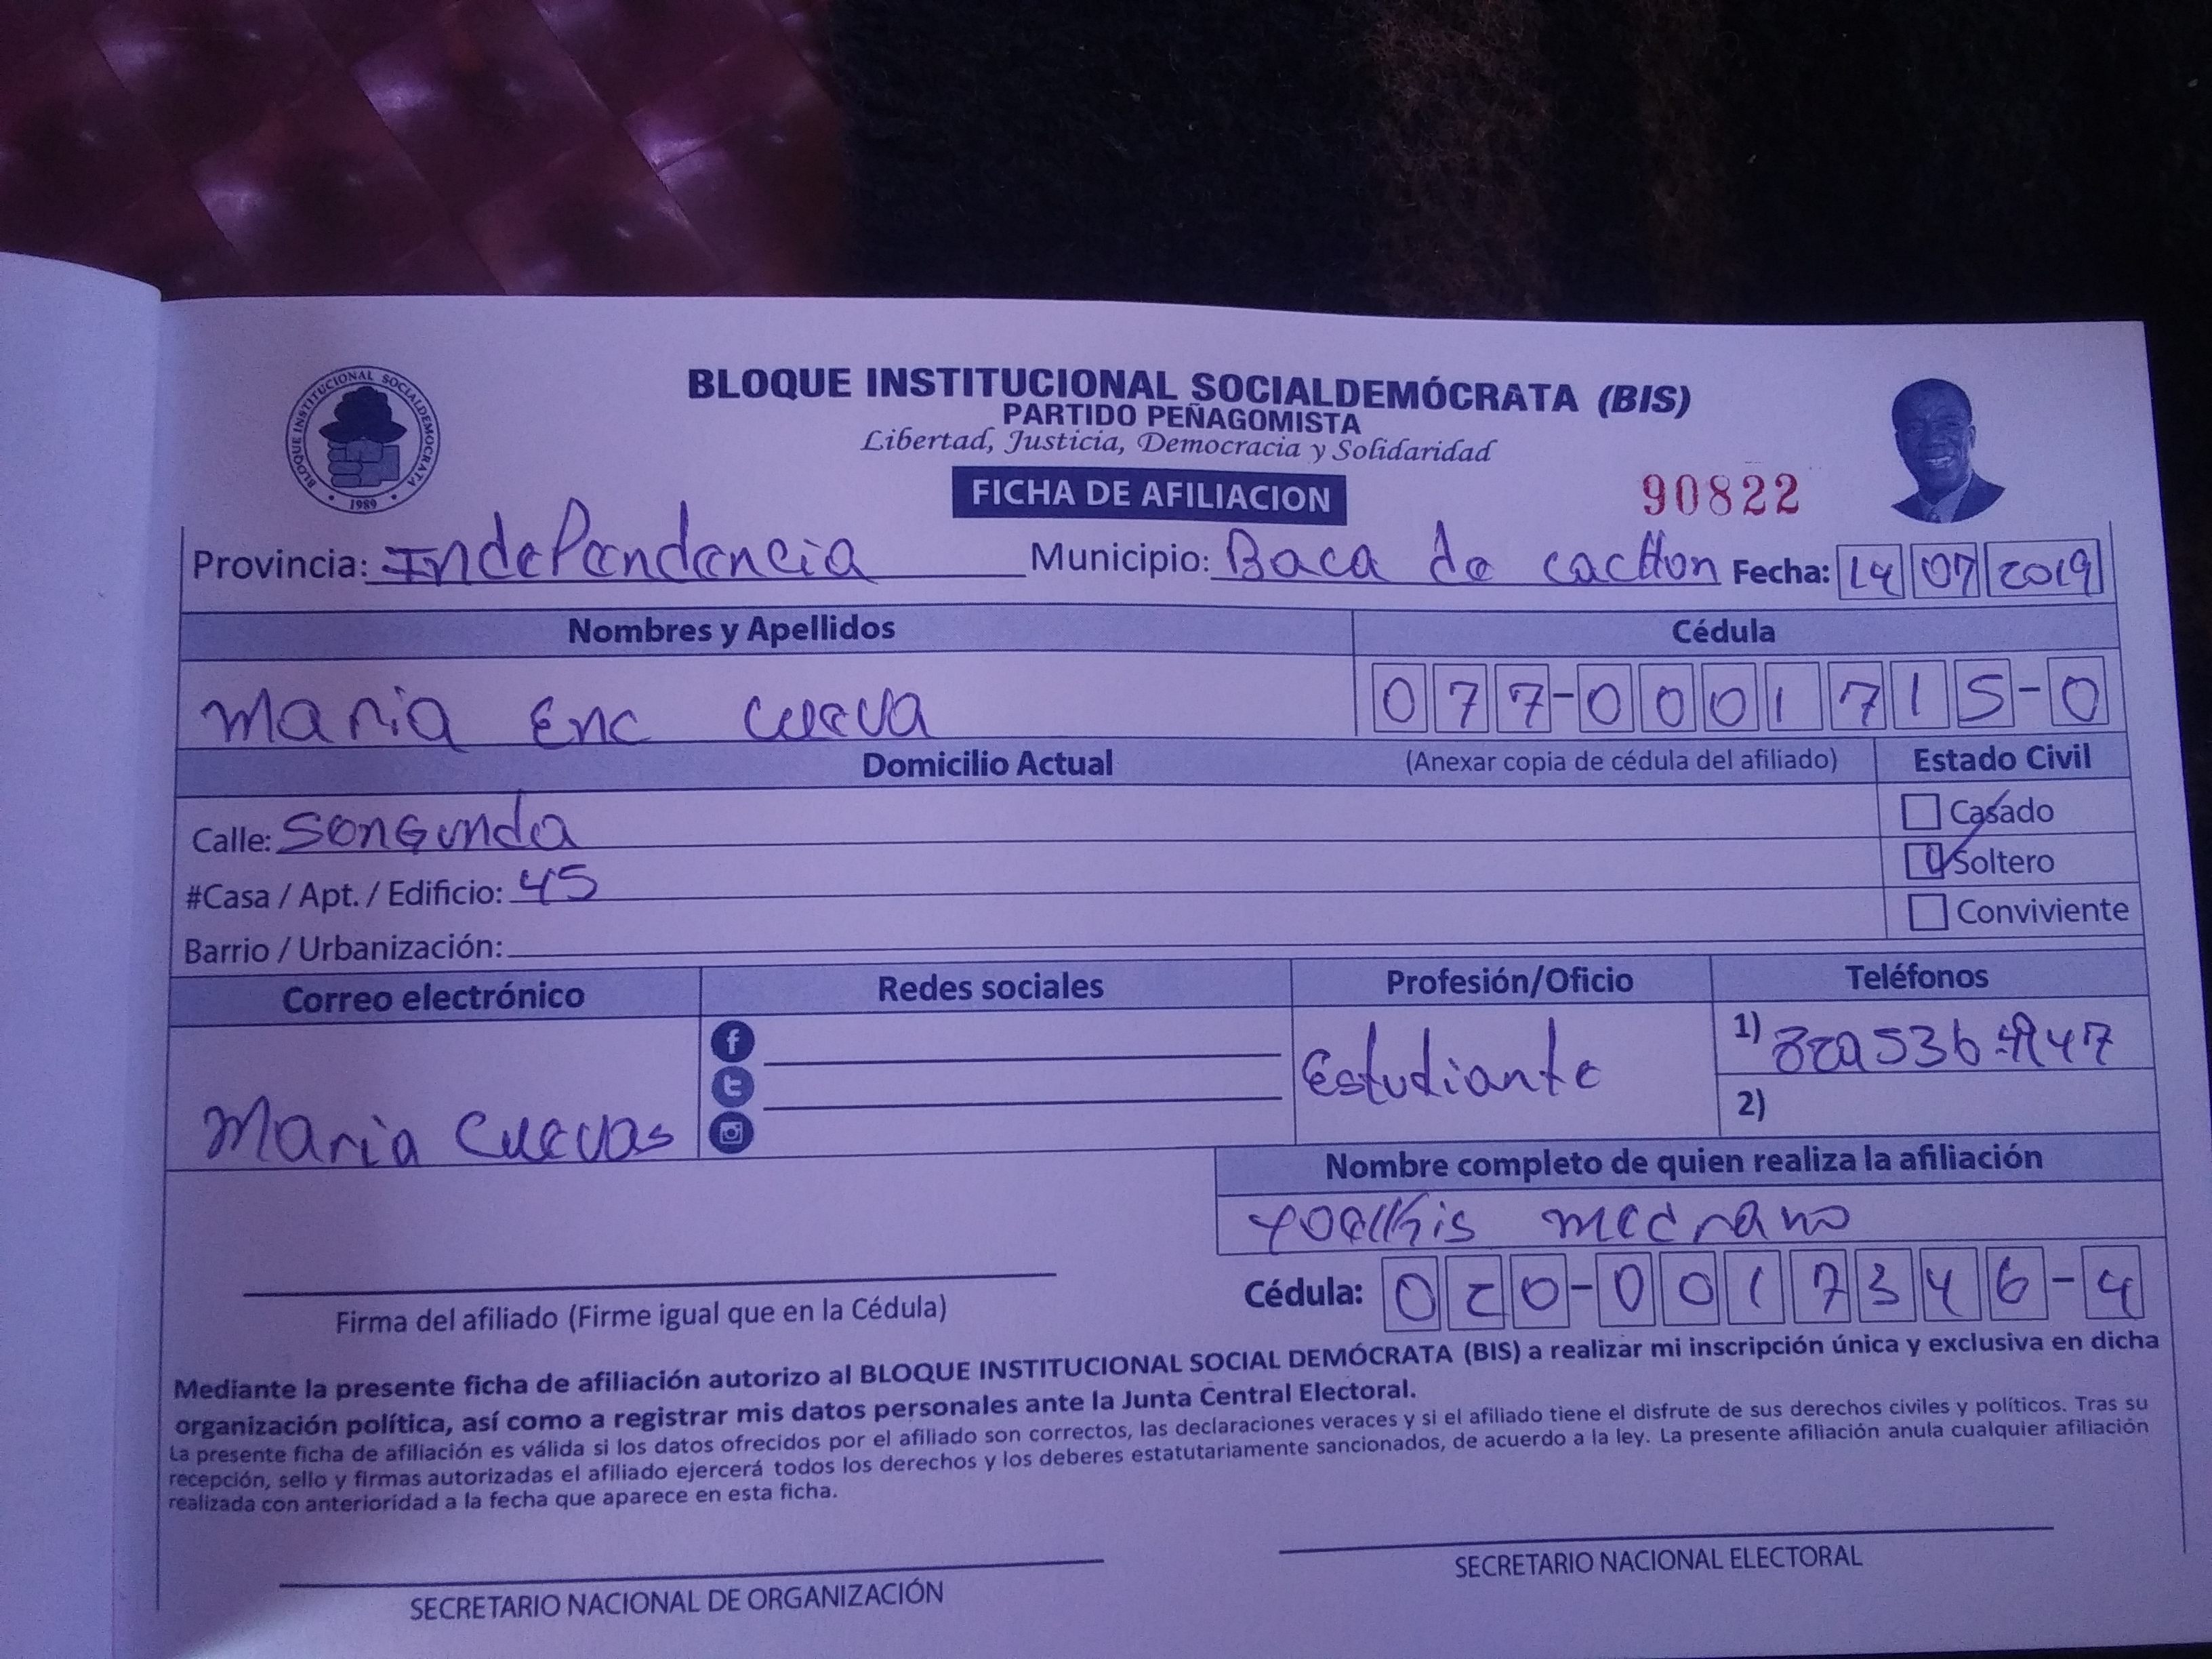 BLOQUE INSTITUCIONAL SOCIALDEMÓCRATA
1989
BLOQUE INSTITUCIONAL SOCIALDEMÓCRATA (BIS)
PARTIDO PEÑAGOMISTA
Libertad, Justicia, Democracia y Solidaridad
FICHA DE AFILIACION
90822
Provincia: Independencia Municipio: Baca de cachon Fecha: 14 07 2019
Nombres y Apellidos Cédula
Maria Enc cueva 077-0001715-0
Domicilio Actual (Anexar copia de cédula del afiliado) Estado Civil
Calle: Songunda Casado
#Casa / Apt. / Edificio: 45 Soltero
Barrio / Urbanización: Conviviente
Correo electrónico Redes sociales Profesión/Oficio Teléfonos
Maria Cuevas Estudiante 1)
2)
Nombre completo de quien realiza la afiliación
medrano
Cédula: 020-0017346-4
Firma del afiliado (Firme igual que en la Cédula)
Mediante la presente ficha de afiliación autorizo al BLOQUE INSTITUCIONAL SOCIAL DEMÓCRATA (BIS) a realizar mi inscripción única y exclusiva en dicha
organización política, así como a registrar mis datos personales ante la Junta Central Electoral.
La presente ficha de afiliación es válida si los datos ofrecidos por el afiliado son correctos, las declaraciones veraces y si el afiliado tiene el disfrute de sus derechos civiles y políticos. Tras su
recepción, sello y firmas autorizadas el afiliado ejercerá todos los derechos y los deberes estatutariamente sancionados, de acuerdo a la ley. La presente afiliación anula cualquier afiliación
realizada con anterioridad a la fecha que aparece en esta ficha.
SECRETARIO NACIONAL DE ORGANIZACIÓN SECRETARIO NACIONAL ELECTORAL